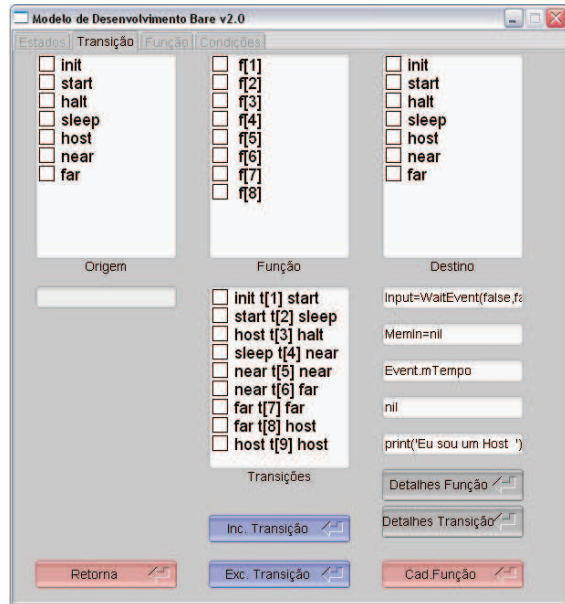 Modelo de Desenvolvimento Bare v2.0
Estados Transição Função Condições
init
start
halt
sleep
host
near
far
Origem
f[1]
f[2]
f[3]
f[4]
f[5]
f[6]
f[7]
f[8]
Função
init
start
halt
sleep
host
near
far
Destino
init t[1] start
start t[2] sleep
host t[3] halt
sleep t[4] near
near t[5] near
near t[6] far
far t[7] far
far t[8] host
host t[9] host
Transições
Input=WaitEvent(false,fa
MemIn=nil
Event.mTempo
nil
print('Eu sou um Host ')
Detalhes Função
Detalhes Transição
Inc. Transição
Retorna
Exc. Transição
Cad.Função